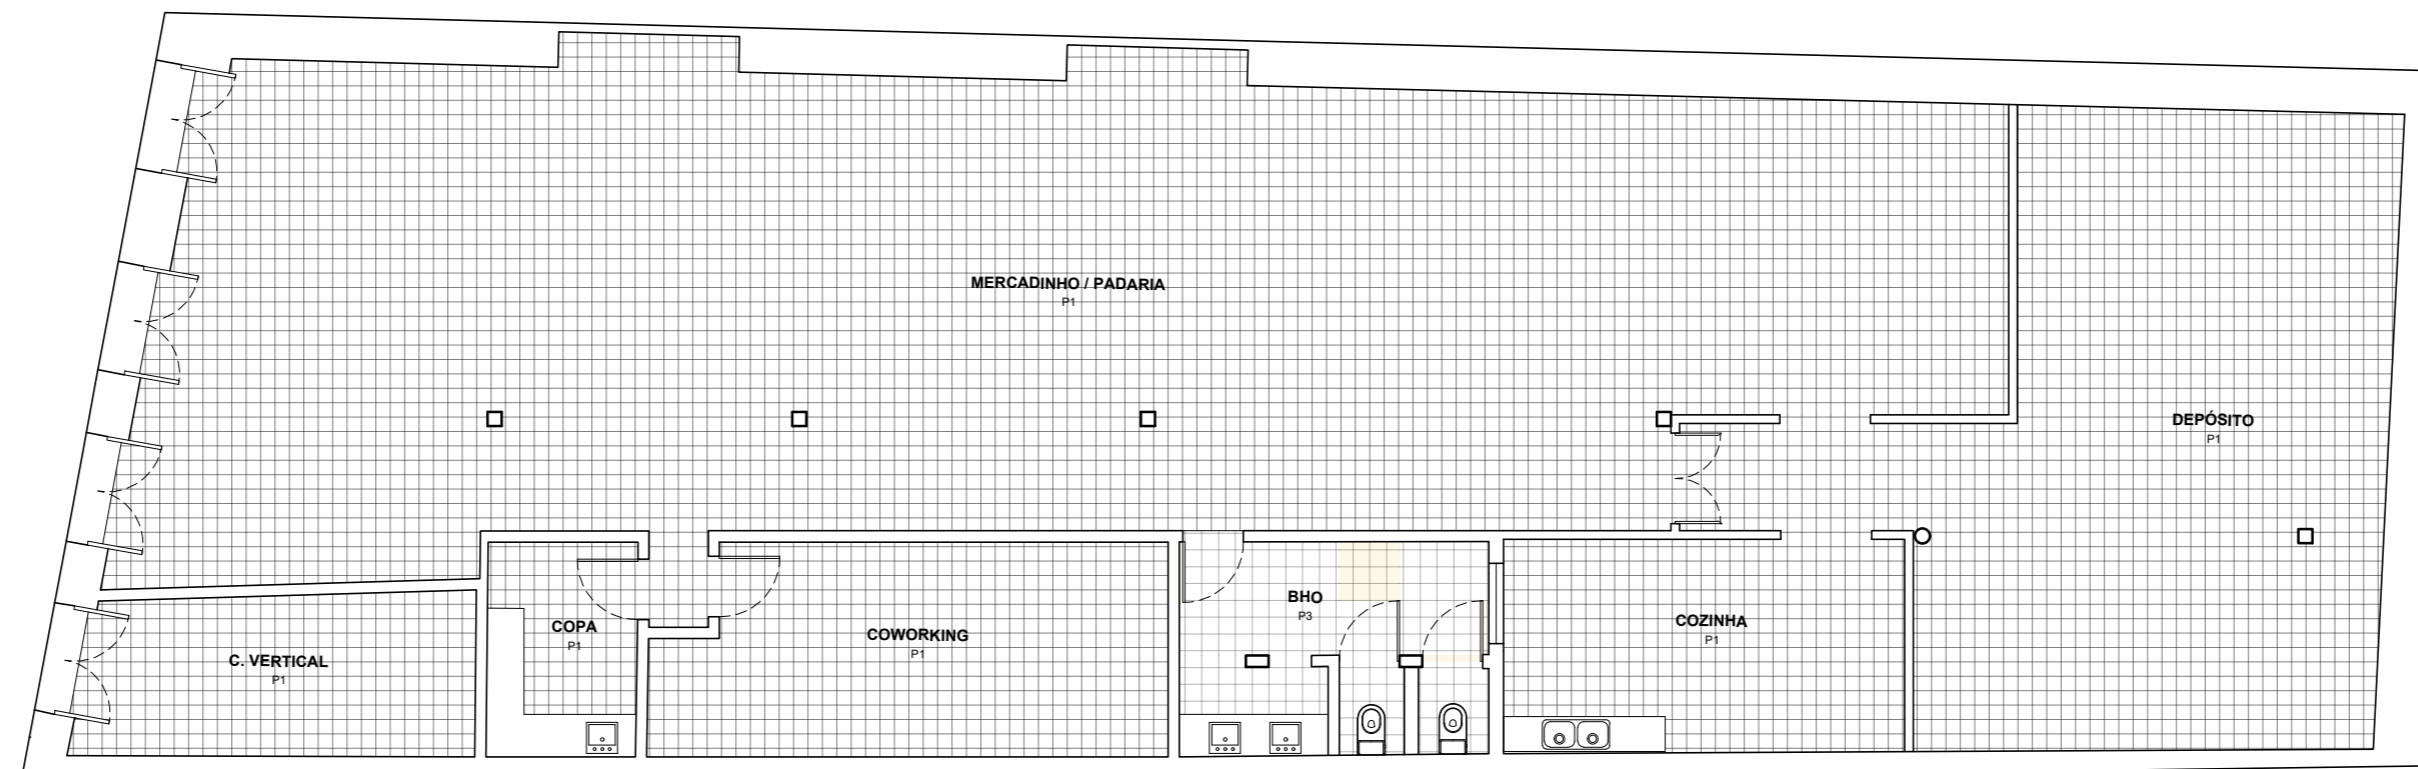 MERCADINHO / PADARIA
P1
DEPÓSITO
P1
BHO
P3
COPA
P1
COWORKING
P1
COZINHA
P1
C. VERTICAL
P1